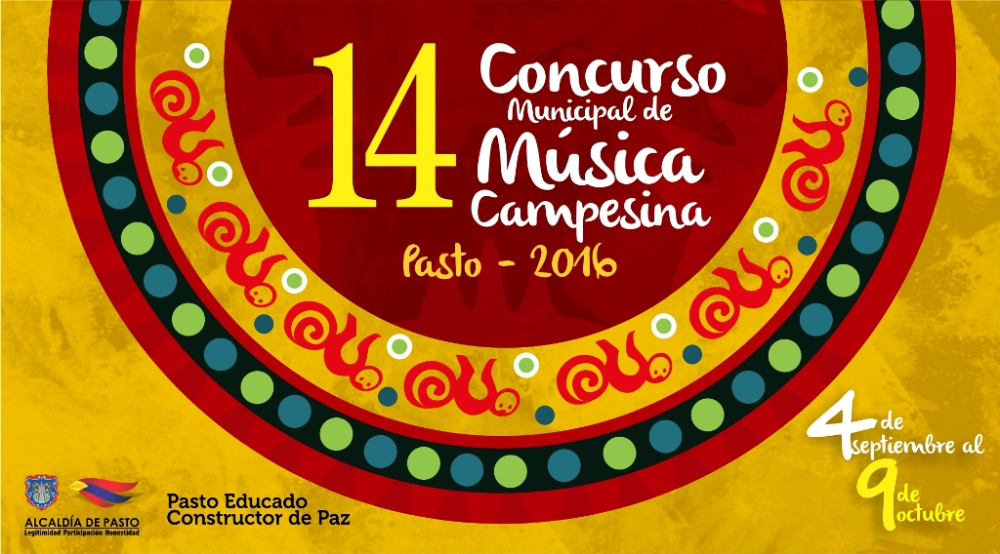 14
Concurso
Municipal de
Música
Campesina
Pasto - 2016
4 de
septiembre al
9 de
octubre
ALCALDÍA DE PASTO
Legitimidad Participación Honestidad
Pasto Educado
Constructor de Paz